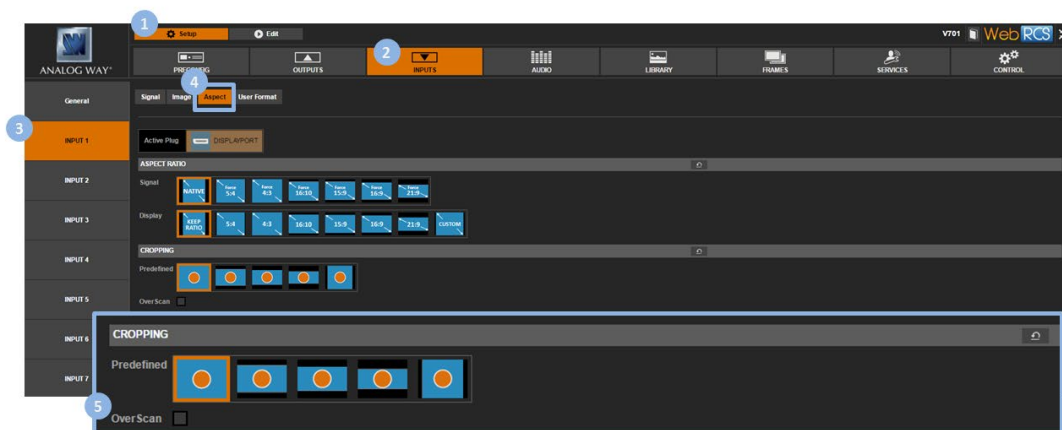 1
Setup
Edit
V701
Web RCS
ANALOG WAY®
PRECONFIG
OUTPUTS
2
INPUTS
AUDIO
LIBRARY
FRAMES
SERVICES
CONTROL
4
General
Signal
Image
Aspect
User Format
3
INPUT 1
Active Plug
DISPLAYPORT
ASPECT RATIO
INPUT 2
Signal
NATIVE
Force 5:4
Force 4:3
Force 16:10
Force 15:9
Force 16:9
Force 21:9
INPUT 3
Display
KEEP RATIO
5:4
4:3
16:10
15:9
16:9
21:9
CUSTOM
CROPPING
INPUT 4
Predefined
INPUT 5
OverScan
INPUT 6
CROPPING
INPUT 7
Predefined
5
OverScan